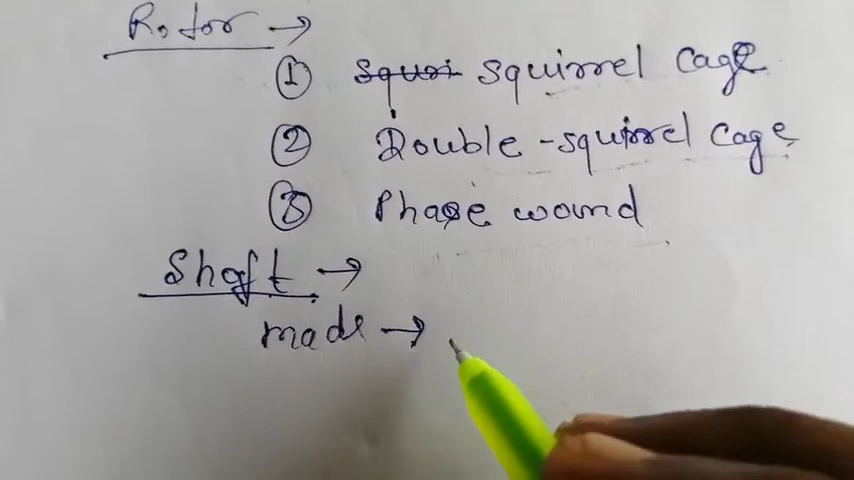 Rotor →
① squi squirrel cage
② Double-squirrel cage
③ Phase wound
Shaft →
made →